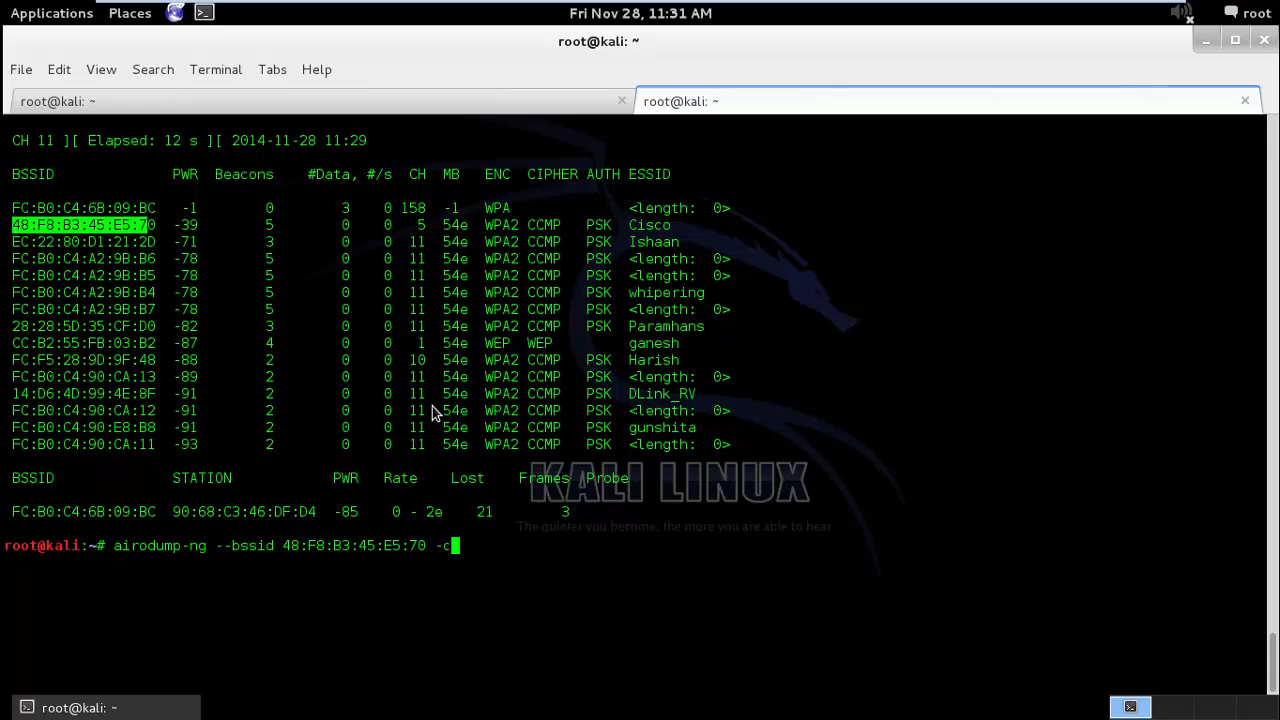 Applications Places Fri Nov 28, 11:31 AM root
root@kali: ~
File Edit View Search Terminal Tabs Help
root@kali: ~ root@kali: ~
CH 11 ][ Elapsed: 12 s ][ 2014-11-28 11:29
BSSID PWR Beacons #Data, #/s CH MB ENC CIPHER AUTH ESSID
FC:B0:C4:6B:09:BC -1 0 3 0 158 -1 WPA <length: 0>
48:F8:B3:45:E5:70 -39 5 0 0 5 54e WPA2 CCMP PSK Cisco
EC:22:80:D1:21:2D -71 3 0 0 11 54e WPA2 CCMP PSK Ishaan
FC:B0:C4:A2:9B:B6 -78 5 0 0 11 54e WPA2 CCMP PSK <length: 0>
FC:B0:C4:A2:9B:B5 -78 5 0 0 11 54e WPA2 CCMP PSK <length: 0>
FC:B0:C4:A2:9B:B4 -78 5 0 0 11 54e WPA2 CCMP PSK whipering
FC:B0:C4:A2:9B:B7 -78 5 0 0 11 54e WPA2 CCMP PSK <length: 0>
28:28:5D:35:CF:D0 -82 3 0 0 11 54e WPA2 CCMP PSK Paramhans
CC:B2:55:FB:03:B2 -87 4 0 0 1 54e WEP WEP ganesh
FC:F5:28:9D:9F:48 -88 2 0 0 10 54e WPA2 CCMP PSK Harish
FC:B0:C4:90:CA:13 -89 2 0 0 11 54e WPA2 CCMP PSK <length: 0>
14:D6:4D:99:4E:8F -91 2 0 0 11 54e WPA2 CCMP PSK DLink_RV
FC:B0:C4:90:CA:12 -91 2 0 0 11 54e WPA2 CCMP PSK <length: 0>
FC:B0:C4:90:E8:B8 -91 2 0 0 11 54e WPA2 CCMP PSK gunshita
FC:B0:C4:90:CA:11 -93 2 0 0 11 54e WPA2 CCMP PSK <length: 0>
BSSID STATION PWR Rate Lost Frames Probe
KALI LINUX
FC:B0:C4:6B:09:BC 90:68:C3:46:DF:D4 -85 0 - 2e 21 3
The quieter you become, the more you are able to hear
root@kali:~# airodump-ng --bssid 48:F8:B3:45:E5:70 -c
root@kali: ~